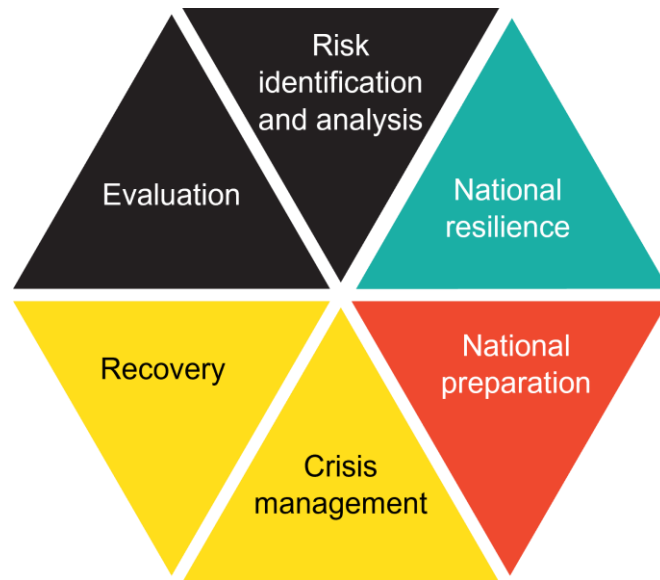 Risk
identification
and analysis
National
resilience
National
preparation
Crisis
management
Recovery
Evaluation